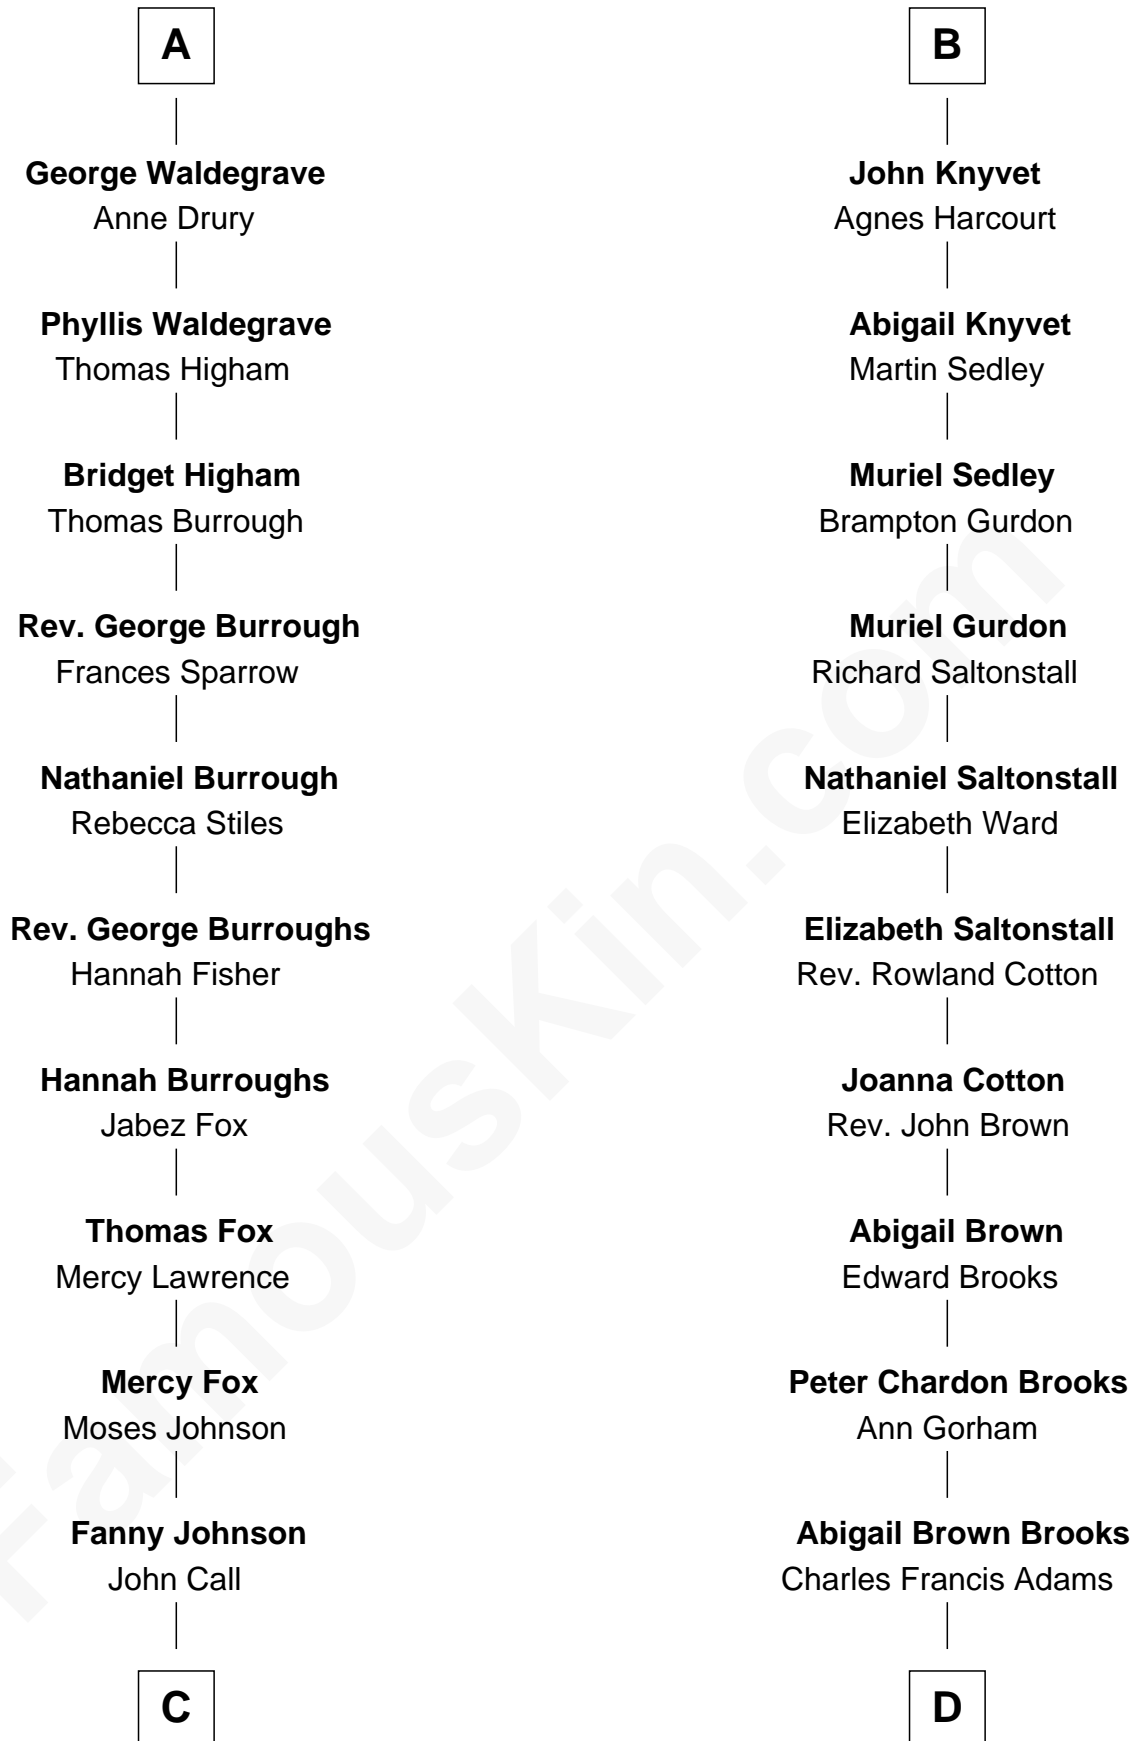 A
George Waldegrave
Anne Drury
Phyllis Waldegrave
Thomas Higham
Bridget Higham
Thomas Burrough
Rev. George Burrough
Frances Sparrow
Nathaniel Burrough
Rebecca Stiles
Rev. George Burroughs
Hannah Fisher
Hannah Burroughs
Jabez Fox
Thomas Fox
Mercy Lawrence
Mercy Fox
Moses Johnson
Fanny Johnson
John Call
C
B
John Knyvet
Agnes Harcourt
Abigail Knyvet
Martin Sedley
Muriel Sedley
Brampton Gurdon
Muriel Gurdon
Richard Saltonstall
Nathaniel Saltonstall
Elizabeth Ward
Elizabeth Saltonstall
Rev. Rowland Cotton
Joanna Cotton
Rev. John Brown
Abigail Brown
Edward Brooks
Peter Chardon Brooks
Ann Gorham
Abigail Brown Brooks
Charles Francis Adams
D
FamousKin.com